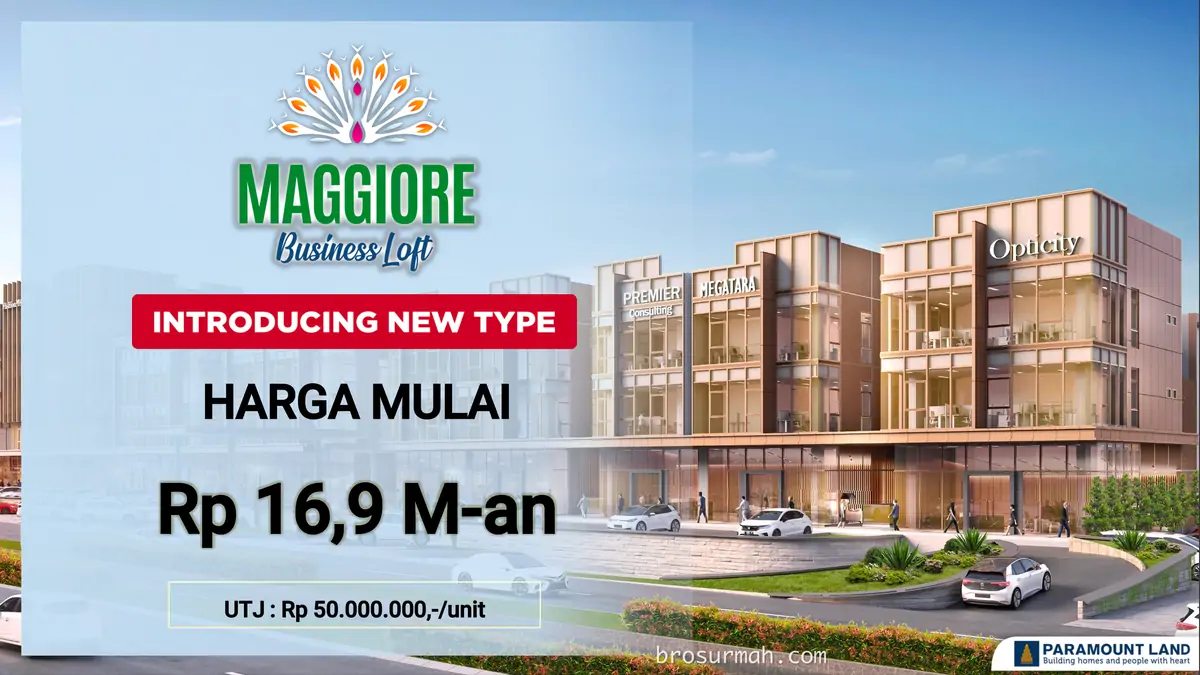 MAGGIORE
Business Loft
INTRODUCING NEW TYPE
HARGA MULAI
Rp 16,9 M-an
UTJ : Rp 50.000.000,-/unit
PREMIER
Consulting
MEGATARA
Opticity
brosurmah.com
PARAMOUNT LAND
Building homes and people with heart